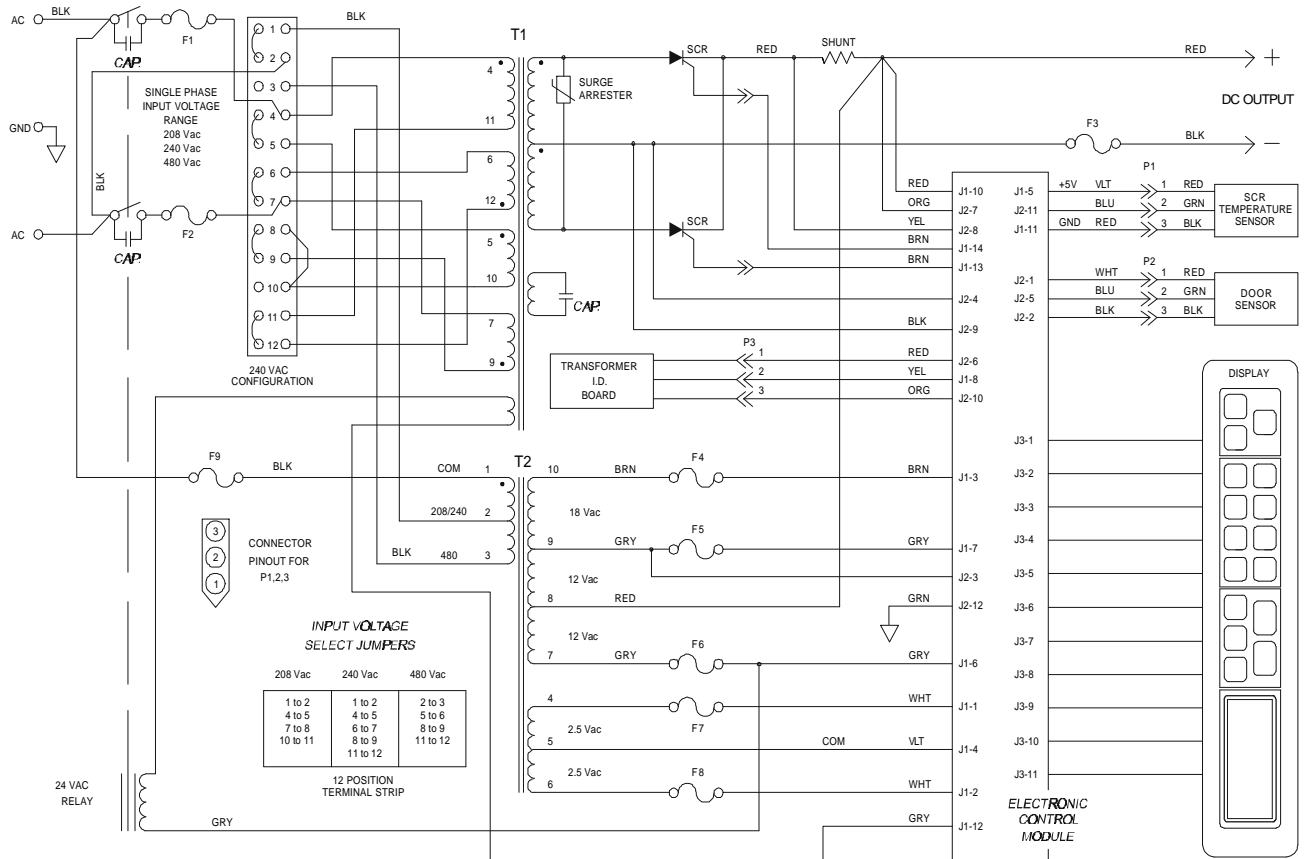 AC
BLK
F1
CAP.
GND
SINGLE PHASE
INPUT VOLTAGE
RANGE
208 Vac
240 Vac
480 Vac
BLK
AC
F2
CAP.
BLK
1
2
3
4
5
6
7
8
9
10
11
12
240 VAC
CONFIGURATION
T1
4
11
6
12
5
10
7
9
SURGE
ARRESTER
CAP.
SCR
RED
SHUNT
RED
+
DC OUTPUT
F3
BLK
−
SCR
RED
ORG
YEL
BRN
BRN
BLK
RED
YEL
ORG
J1-10
J2-7
J2-8
J1-14
J1-13
J2-4
J2-9
J2-6
J1-8
J2-10
TRANSFORMER
I.D.
BOARD
P3
1
2
3
P1
J1-5 +5V VLT 1 RED
J2-11 BLU 2 GRN
J1-11 GND RED 3 BLK
SCR
TEMPERATURE
SENSOR
P2
J2-1 WHT 1 RED
J2-5 BLU 2 GRN
J2-2 BLK 3 BLK
DOOR
SENSOR
DISPLAY
J3-1
J3-2
J3-3
J3-4
J3-5
J3-6
J3-7
J3-8
J3-9
J3-10
J3-11
F9
BLK
COM 1
208/240 2
BLK 480 3
T2
10 BRN F4 BRN J1-3
18 Vac
9 GRY F5 GRY J1-7
J2-3
12 Vac
8 RED GRN J2-12
12 Vac
7 GRY F6 GRY J1-6
4 F7 WHT J1-1
2.5 Vac
5 COM VLT J1-4
2.5 Vac
6 F8 WHT J1-2
GRY J1-12
ELECTRONIC
CONTROL
MODULE
3
2
1
CONNECTOR
PINOUT FOR
P1,2,3
INPUT VOLTAGE
SELECT JUMPERS
208 Vac 240 Vac 480 Vac
1 to 2 1 to 2 2 to 3
4 to 5 4 to 5 5 to 6
7 to 8 6 to 7 8 to 9
10 to 11 8 to 9 11 to 12
11 to 12
12 POSITION
TERMINAL STRIP
24 VAC
RELAY
GRY